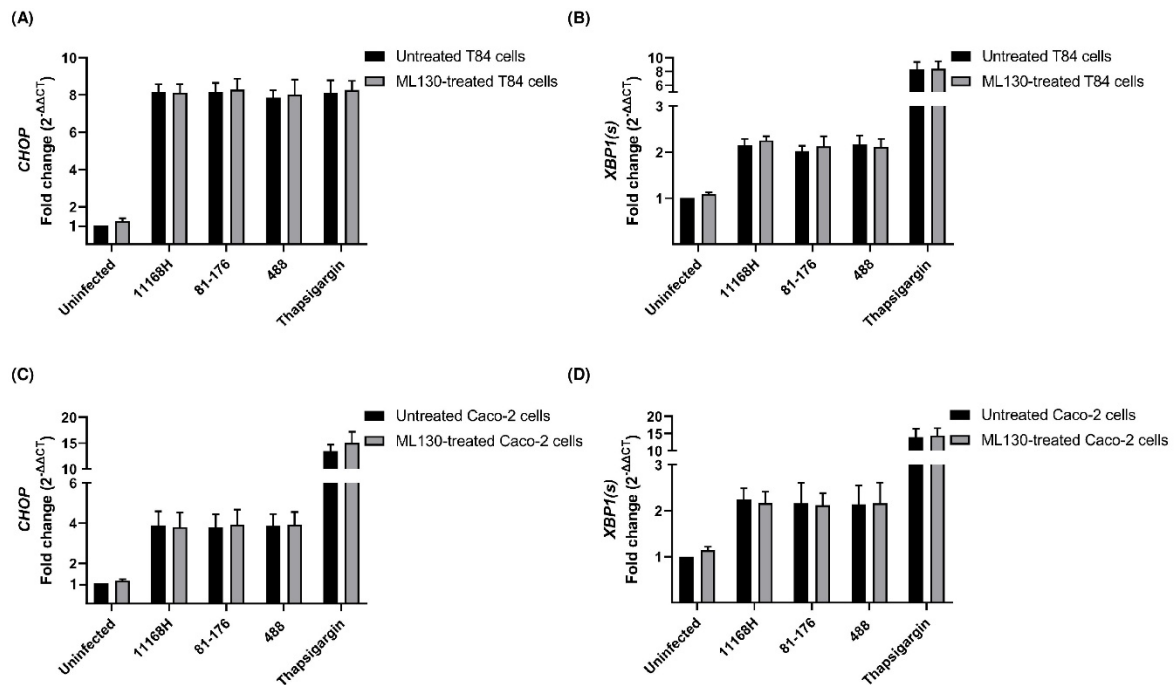 (A)
CHOP
Fold change (2-ΔΔCT)
10
8
6
4
2
1
Untreated T84 cells
ML130-treated T84 cells
Uninfected
11168H
81-176
488
Thapsigargin
(B)
XBP1(s)
Fold change (2-ΔΔCT)
10
8
6
3
2
1
Untreated T84 cells
ML130-treated T84 cells
Uninfected
11168H
81-176
488
Thapsigargin
(C)
CHOP
Fold change (2-ΔΔCT)
20
15
10
6
4
2
1
Untreated Caco-2 cells
ML130-treated Caco-2 cells
Uninfected
11168H
81-176
488
Thapsigargin
(D)
XBP1(s)
Fold change (2-ΔΔCT)
20
15
10
3
2
1
Untreated Caco-2 cells
ML130-treated Caco-2 cells
Uninfected
11168H
81-176
488
Thapsigargin